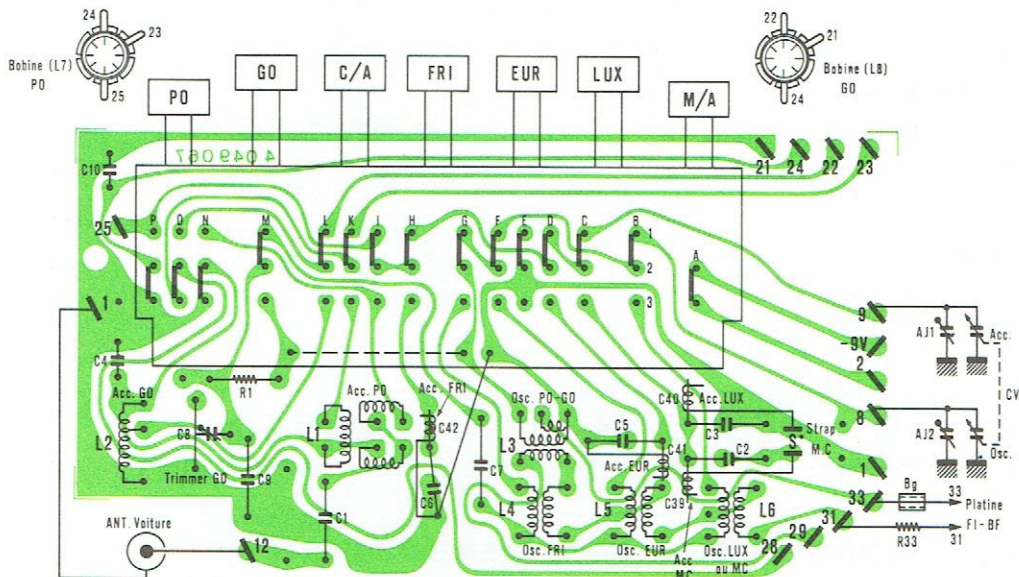 24
23
Bobine (L7)
PO
25
PO
GO
C/A
FRI
EUR
LUX
M/A
22
21
Bobine (L8)
GO
24
4049067
C10
21
24
22
23
25
P
O
N
M
L
K
J
H
G
F
E
D
C
B
1
A
2
3
1
9
AJ1
Acc.
-9V
C4
2
CV
R1
Acc. GO
Acc. PO
Acc. FRI
Osc. PO-GO
C40
Acc. LUX
8
L2
C8
L1
C42
L3
C5
C3
Strap
S*
M.C
AJ2
Osc.
C41
C2
Acc. EUR
1
Trimmer GO
C9
C6
C7
C39
33
Bg
33
Platine
L4
L5
L6
31
FI-BF
R33
31
ANT. Voiture
C1
12
Osc. FRI
Osc. EUR
Acc
MC
Osc. LUX
ou MC
28
29